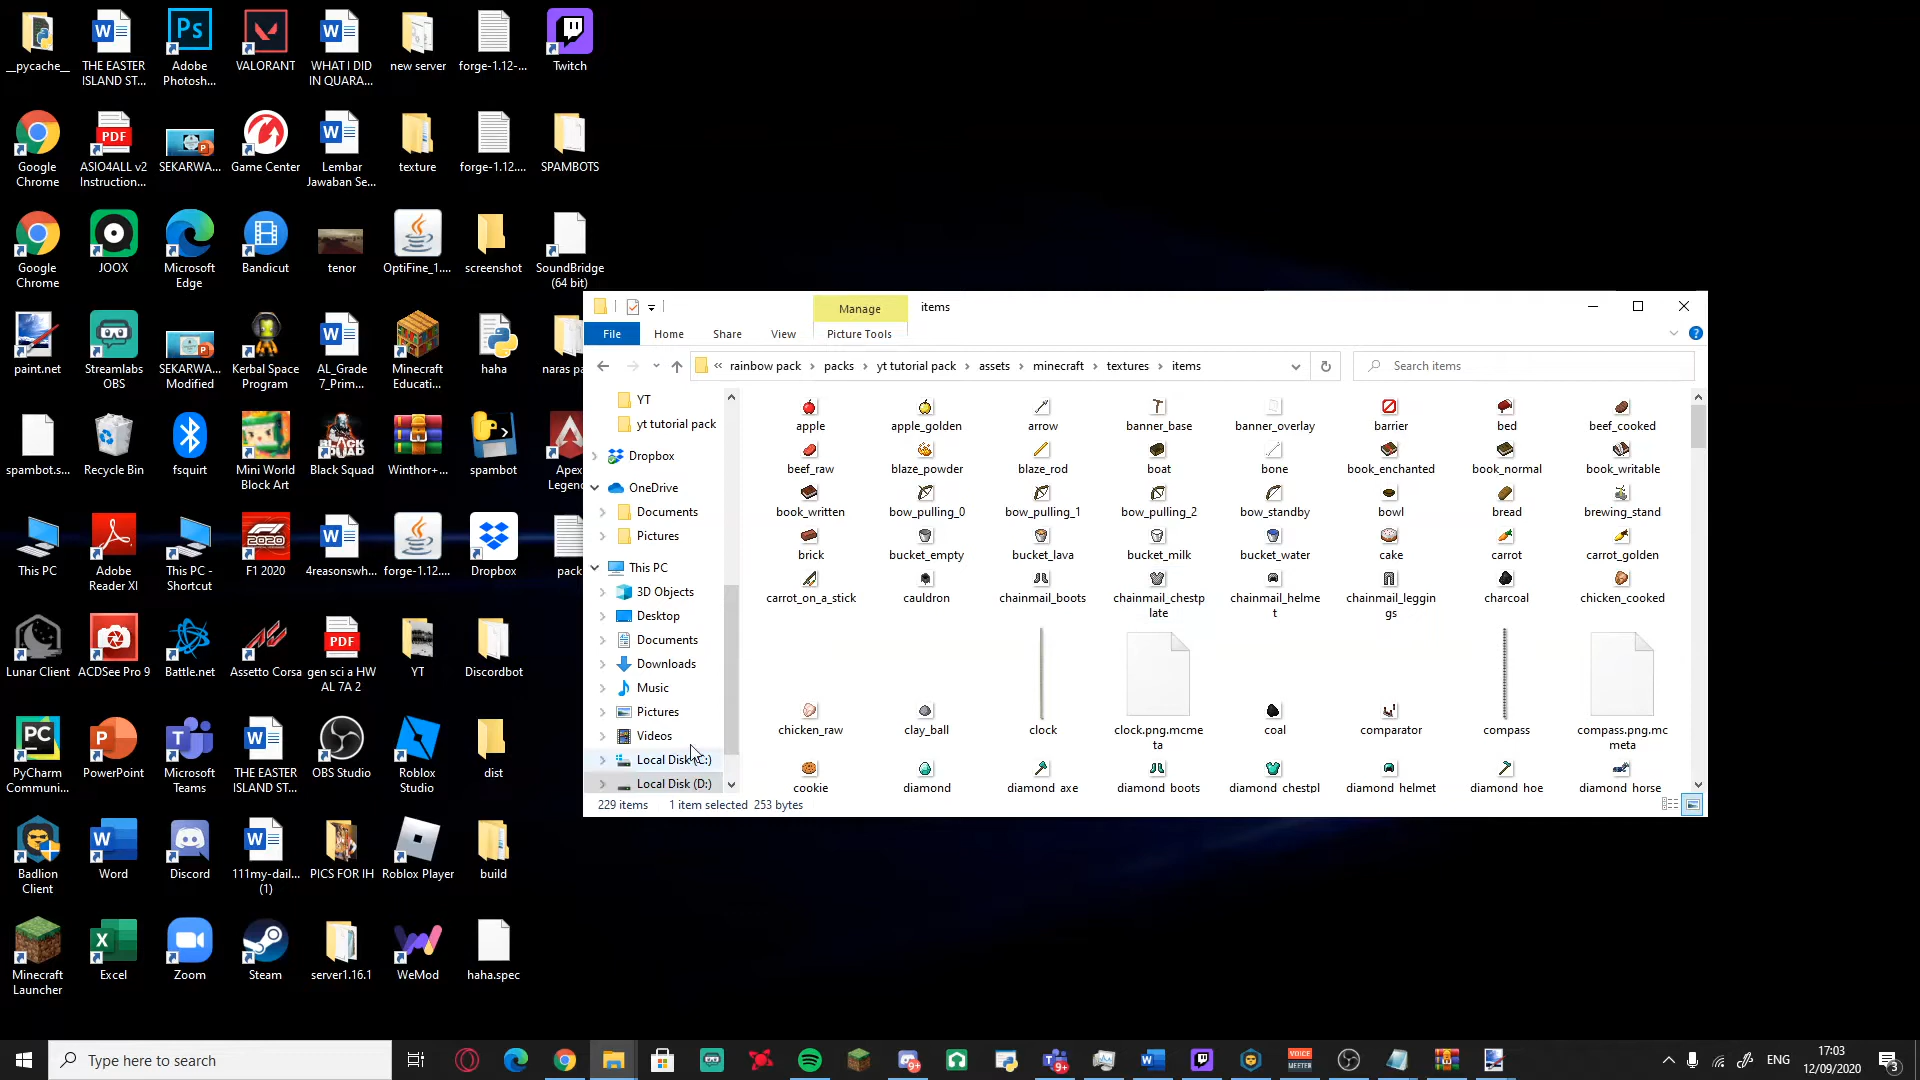 __pycache__
THE EASTER
ISLAND ST...
Adobe
Photosh...
VALORANT
WHAT I DID
IN QUARA...
new server
forge-1.12-...
Twitch
Google
Chrome
ASIO4ALL v2
Instruction...
SEKARWA...
Game Center
Lembar
Jawaban Se...
texture
forge-1.12....
SPAMBOTS
Google
Chrome
JOOX
Microsoft
Edge
Bandicut
tenor
OptiFine_1....
screenshot
SoundBridge
(64 bit)
paint.net
Streamlabs
OBS
SEKARWA...
Modified
Kerbal Space
Program
AL_Grade
7_Prim...
Minecraft
Educati...
haha
naras pa
spambot.s...
Recycle Bin
fsquirt
Mini World
Block Art
Black Squad
Winthor+...
spambot
Apex
Legen
This PC
Adobe
Reader XI
This PC -
Shortcut
F1 2020
4reasonswh...
forge-1.12....
Dropbox
pack
Lunar Client
ACDSee Pro 9
Battle.net
Assetto Corsa
gen sci a HW
AL 7A 2
YT
Discordbot
PyCharm
Communi...
PowerPoint
Microsoft
Teams
THE EASTER
ISLAND ST...
OBS Studio
Roblox
Studio
dist
Badlion
Client
Word
Discord
111my-dail...
(1)
PICS FOR IH
Roblox Player
build
Minecraft
Launcher
Excel
Zoom
Steam
server1.16.1
WeMod
haha.spec
Manage
items
File
Home
Share
View
Picture Tools
« rainbow pack > packs > yt tutorial pack > assets > minecraft > textures > items
Search items
YT
yt tutorial pack
Dropbox
OneDrive
Documents
Pictures
This PC
3D Objects
Desktop
Documents
Downloads
Music
Pictures
Videos
Local Disk (C:)
Local Disk (D:)
apple
apple_golden
arrow
banner_base
banner_overlay
barrier
bed
beef_cooked
beef_raw
blaze_powder
blaze_rod
boat
bone
book_enchanted
book_normal
book_writable
book_written
bow_pulling_0
bow_pulling_1
bow_pulling_2
bow_standby
bowl
bread
brewing_stand
brick
bucket_empty
bucket_lava
bucket_milk
bucket_water
cake
carrot
carrot_golden
carrot_on_a_stick
cauldron
chainmail_boots
chainmail_chestp
late
chainmail_helme
t
chainmail_leggin
gs
charcoal
chicken_cooked
chicken_raw
clay_ball
clock
clock.png.mcme
ta
coal
comparator
compass
compass.png.mc
meta
cookie
diamond
diamond_axe
diamond_boots
diamond_chestpl
diamond_helmet
diamond_hoe
diamond_horse
229 items
1 item selected 253 bytes
Type here to search
ENG
17:03
12/09/2020
3